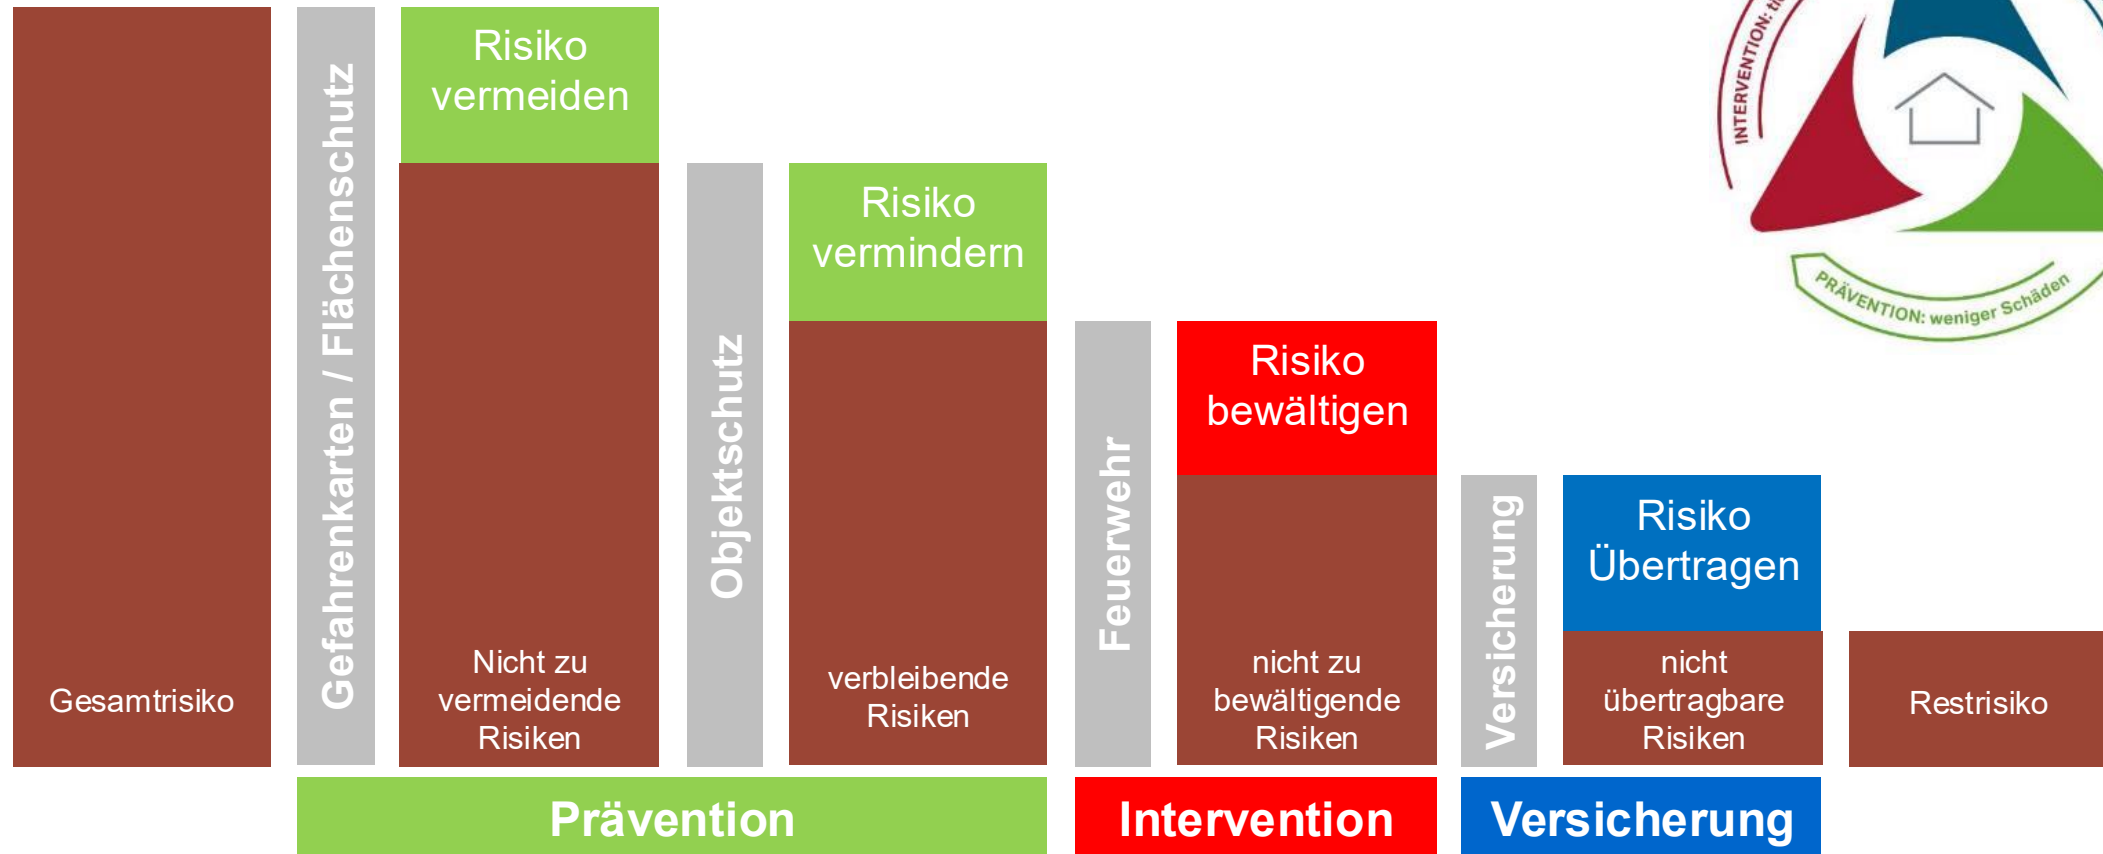 Gesamtrisiko
Gefahrenkarten / Flächenschutz
Risiko
vermeiden
Nicht zu
vermeidende
Risiken
Objektschutz
Risiko
vermindern
verbleibende
Risiken
Feuerwehr
Risiko
bewältigen
nicht zu
bewältigende
Risiken
Versicherung
Risiko
Übertragen
nicht
übertragbare
Risiken
Restrisiko
Prävention
Intervention
Versicherung
INTERVENTION:
PRÄVENTION: weniger Schäden